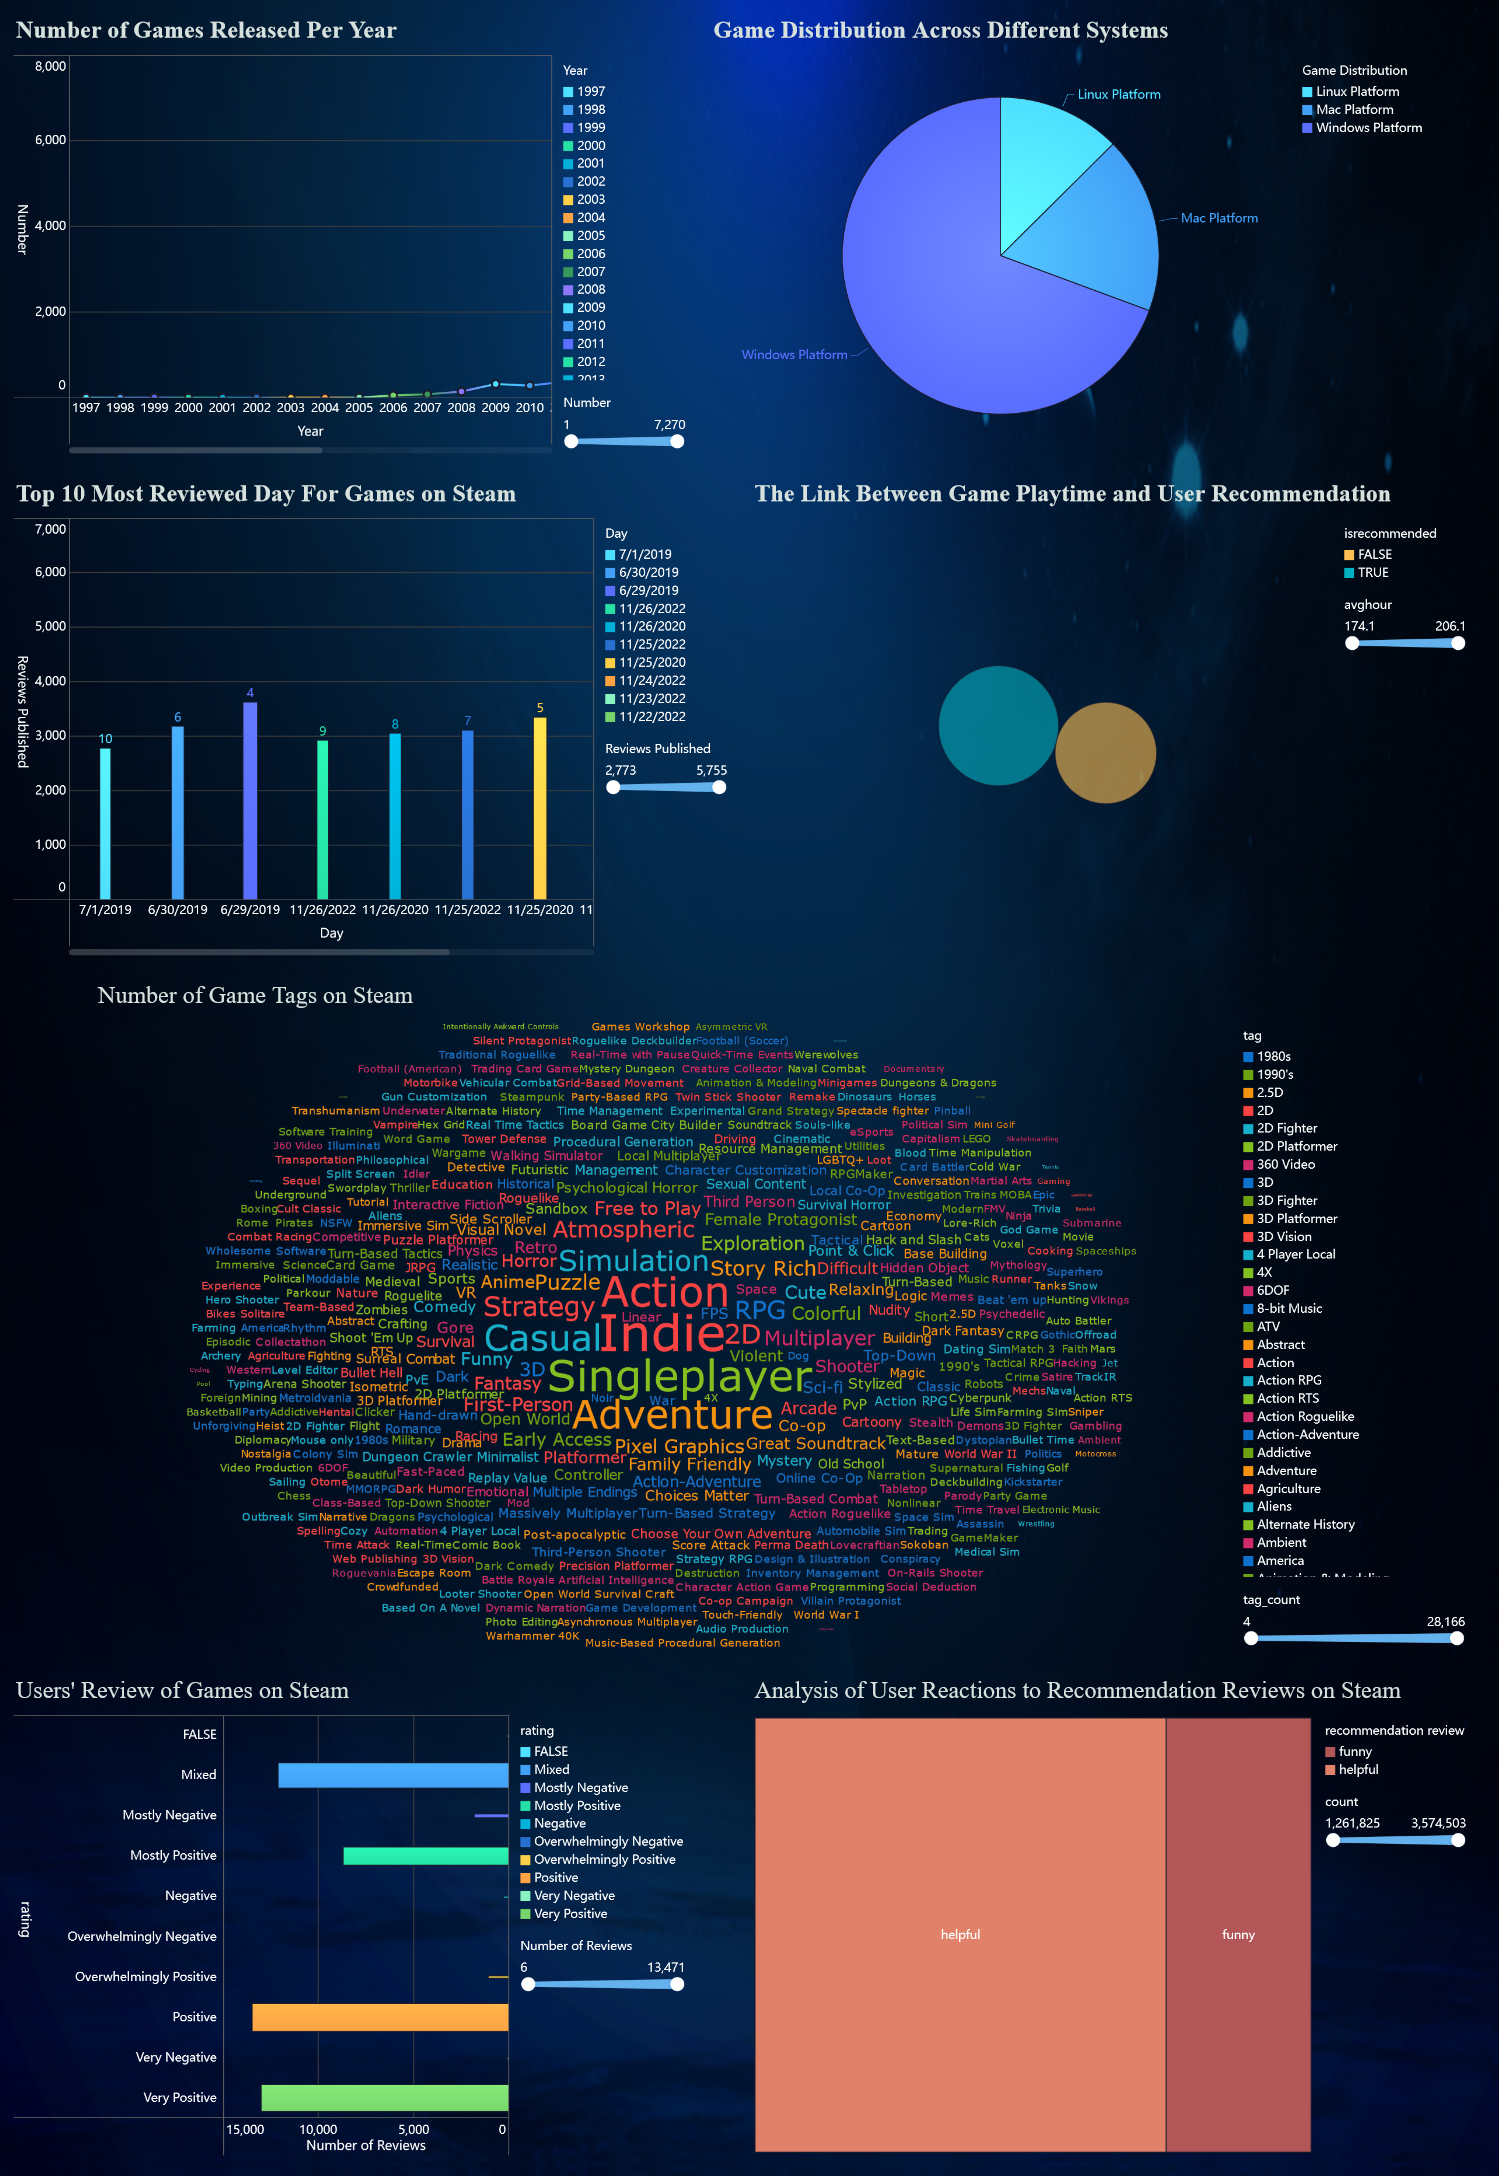 Number of Games Released Per Year
8,000
6,000
4,000
2,000
0
Number
1997 1998 1999 2000 2001 2002 2003 2004 2005 2006 2007 2008 2009 2010
Year
Year
1997
1998
1999
2000
2001
2002
2003
2004
2005
2006
2007
2008
2009
2010
2011
2012
2013
Number
1 7,270
Game Distribution Across Different Systems
Linux Platform
Mac Platform
Windows Platform
Game Distribution
Linux Platform
Mac Platform
Windows Platform
Top 10 Most Reviewed Day For Games on Steam
7,000
6,000
5,000
4,000
3,000
2,000
1,000
0
Reviews Published
10 6 4 9 8 7 5
7/1/2019 6/30/2019 6/29/2019 11/26/2022 11/26/2020 11/25/2022 11/25/2020 11
Day
Day
7/1/2019
6/30/2019
6/29/2019
11/26/2022
11/26/2020
11/25/2022
11/25/2020
11/24/2022
11/23/2022
11/22/2022
Reviews Published
2,773 5,755
The Link Between Game Playtime and User Recommendation
isrecommended
FALSE
TRUE
avghour
174.1 206.1
Number of Game Tags on Steam
Intentionally Awkward Controls Games Workshop Asymmetric VR
Silent Protagonist Roguelike Deckbuilder Football (Soccer)
Traditional Roguelike Real-Time with Pause Quick-Time Events Werewolves
Football (American) Trading Card Game Mystery Dungeon Creature Collector Naval Combat Documentary
Motorbike Vehicular Combat Grid-Based Movement Animation & Modeling Minigames Dungeons & Dragons
Gun Customization Steampunk Party-Based RPG Twin Stick Shooter Remake Dinosaurs Horses
Transhumanism Underwater Alternate History Time Management Experimental Grand Strategy Spectacle fighter Pinball
Vampire Hex Grid Real Time Tactics Board Game City Builder Soundtrack Souls-like eSports Political Sim Mini Golf
Software Training Word Game Tower Defense Procedural Generation Driving Cinematic Capitalism LEGO Skateboarding
360 Video Illuminati Wargame Walking Simulator Local Multiplayer Resource Management Utilities Blood Time Manipulation
Transportation Philosophical Detective Futuristic Management Character Customization LGBTQ+ Loot Card Battler Cold War Tennis
Split Screen Idler Education Historical Psychological Horror Sexual Content RPGMaker Conversation Martial Arts Gaming
Sequel Swordplay Thriller Roguelike Local Co-Op Investigation Trains MOBA Epic
Underground Tutorial Interactive Fiction Sandbox Free to Play Third Person Survival Horror Modern FMV Trivia Baseball
Boxing Cult Classic Aliens Side Scroller Female Protagonist Economy Ninja
Rome Pirates NSFW Immersive Sim Visual Novel Atmospheric Cartoon Lore-Rich God Game Submarine
Combat Racing Competitive Puzzle Platformer Retro Exploration Tactical Hack and Slash Cats Voxel Movie
Wholesome Software Turn-Based Tactics Physics Horror Simulation Point & Click Base Building Cooking Spaceships
Immersive Science Card Game JRPG Realistic Story Rich Difficult Hidden Object Mythology Superhero
Political Moddable Medieval Sports Anime Puzzle Action Space Cute Relaxing Turn-Based Music Runner Tanks Snow
Experience Parkour Nature Roguelite VR Logic Memes Beat 'em up Hunting Vikings
Hero Shooter Team-Based Zombies Comedy Strategy Linear FPS RPG Colorful Nudity Short 2.5D Psychedelic
Bikes Solitaire Abstract Crafting Gore Indie 2D Multiplayer Building Dark Fantasy CRPG Gothic Offroad Auto Battler
Farming America Rhythm Shoot 'Em Up Survival Casual
Episodic Collectathon RTS Violent Dog Top-Down Dating Sim Match 3 Faith Mars
Archery Agriculture Fighting Surreal Combat Funny 3D Singleplayer Shooter Magic 1990's Tactical RPG Hacking Jet
Cycling Western Level Editor Bullet Hell PvE Dark Fantasy Sci-fi Stylized Classic Robots Crime Satire TrackIR
Pool Typing Arena Shooter Isometric 2D Platformer Noir War 4X Mechs Naval
Foreign Mining Metroidvania 3D Platformer First-Person Adventure Arcade PvP Action RPG Cyberpunk Action RTS
Basketball Party Addictive Hentai Clicker Hand-drawn Open World Co-op Cartoony Stealth Life Sim Farming Sim Sniper
Unforgiving Heist 2D Fighter Flight Romance Demons 3D Fighter Gambling
Diplomacy Mouse only 1980s Military Drama Racing Early Access Pixel Graphics Great Soundtrack Text-Based Dystopian Bullet Time Ambient
Nostalgia Colony Sim Dungeon Crawler Minimalist Platformer Family Friendly Mystery Old School Mature World War II Politics Motocross
Video Production 6DOF Beautiful Fast-Paced Replay Value Controller Action-Adventure Online Co-Op Narration Supernatural Fishing Golf
Sailing Otome MMORPG Dark Humor Emotional Multiple Endings Choices Matter Tabletop Deckbuilding Kickstarter
Chess Class-Based Top-Down Shooter Mod Turn-Based Combat Nonlinear Parody Party Game
Outbreak Sim Narrative Dragons Psychological Massively Multiplayer Turn-Based Strategy Action Roguelike Space Sim Time Travel Electronic Music
Spelling Cozy Automation 4 Player Local Post-apocalyptic Choose Your Own Adventure Automobile Sim Trading Assassin Wrestling
Time Attack Real-Time Comic Book Third-Person Shooter Score Attack Perma Death Lovecraftian Sokoban GameMaker
Web Publishing 3D Vision Dark Comedy Precision Platformer Strategy RPG Design & Illustration Conspiracy Medical Sim
Roguevania Escape Room Battle Royale Artificial Intelligence Destruction Inventory Management On-Rails Shooter
Crowdfunded Looter Shooter Open World Survival Craft Character Action Game Programming Social Deduction
Based On A Novel Dynamic Narration Game Development Co-op Campaign Villain Protagonist
Photo Editing Asynchronous Multiplayer Touch-Friendly World War I
Warhammer 40K Music-Based Procedural Generation Audio Production
tag
1980s
1990's
2.5D
2D
2D Fighter
2D Platformer
360 Video
3D
3D Fighter
3D Platformer
3D Vision
4 Player Local
4X
6DOF
8-bit Music
ATV
Abstract
Action
Action RPG
Action RTS
Action Roguelike
Action-Adventure
Addictive
Adventure
Agriculture
Aliens
Alternate History
Ambient
America
Animation & Modeling
tag_count
4 28,166
Users' Review of Games on Steam
FALSE
Mixed
Mostly Negative
Mostly Positive
Negative
Overwhelmingly Negative
Overwhelmingly Positive
Positive
Very Negative
Very Positive
rating
15,000 10,000 5,000 0
Number of Reviews
rating
FALSE
Mixed
Mostly Negative
Mostly Positive
Negative
Overwhelmingly Negative
Overwhelmingly Positive
Positive
Very Negative
Very Positive
Number of Reviews
6 13,471
Analysis of User Reactions to Recommendation Reviews on Steam
helpful
funny
recommendation review
funny
helpful
count
1,261,825 3,574,503